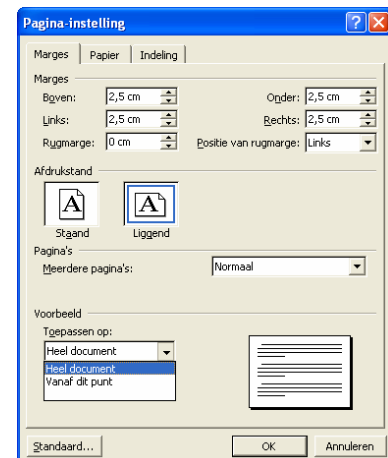 Pagina-instelling
Marges Papier Indeling
Marges
Boven: 2,5 cm Onder: 2,5 cm
Links: 2,5 cm Rechts: 2,5 cm
Rugmarge: 0 cm Positie van rugmarge: Links
Afdrukstand
A A
Staand Liggend
Pagina's
Meerdere pagina's: Normaal
Voorbeeld
Toepassen op:
Heel document
Heel document
Vanaf dit punt
Standaard... OK Annuleren